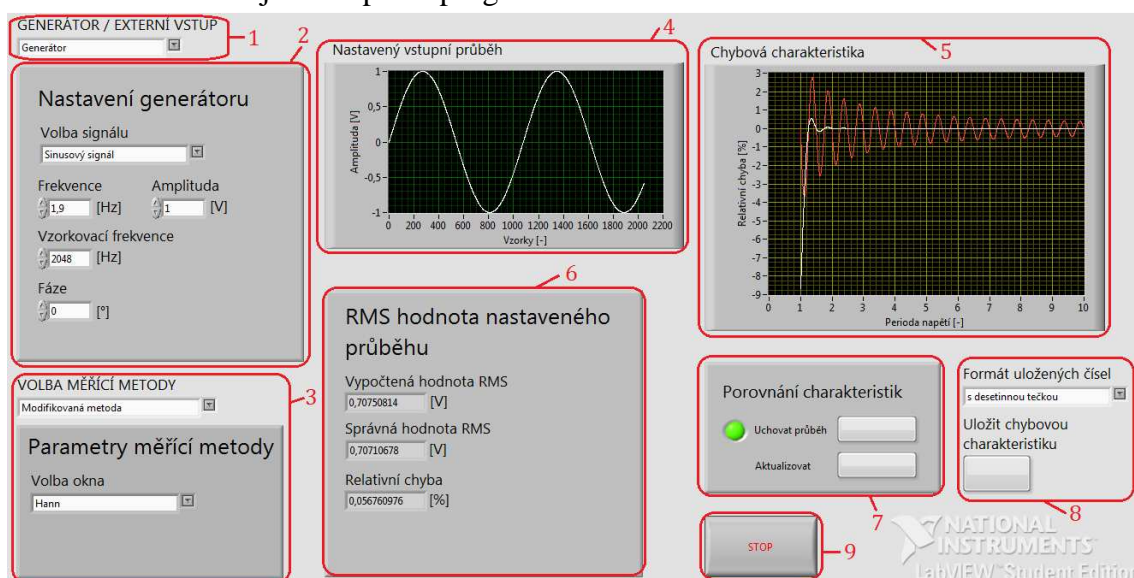 GENERÁTOR / EXTERNÍ VSTUP
Generátor
1
2
Nastavení generátoru
Volba signálu
Sinusový signál
Frekvence Amplituda
1,9 [Hz] 1 [V]
Vzorkovací frekvence
2048 [Hz]
Fáze
0 [°]
VOLBA MĚŘÍCÍ METODY
Modifikovaná metoda
3
Parametry měřící metody
Volba okna
Hann
4
Nastavený vstupní průběh
Amplituda [V]
1
0,5
0
-0,5
-1
0 200 400 600 800 1000 1200 1400 1600 1800 2000 2200
Vzorky [-]
5
Chybová charakteristika
Relativní chyba [%]
3
2
1
0
-1
-2
-3
-4
-5
-6
-7
-8
-9
0 1 2 3 4 5 6 7 8 9 10
Perioda napětí [-]
6
RMS hodnota nastaveného
průběhu
Vypočtená hodnota RMS
0,70750814 [V]
Správná hodnota RMS
0,70710678 [V]
Relativní chyba
0,056760976 [%]
Porovnání charakteristik
Uchovat průběh
Aktualizovat
7
Formát uložených čísel
s desetinnou tečkou
Uložit chybovou
charakteristiku
8
STOP
9
NATIONAL
INSTRUMENTS
LabVIEW Student Edition